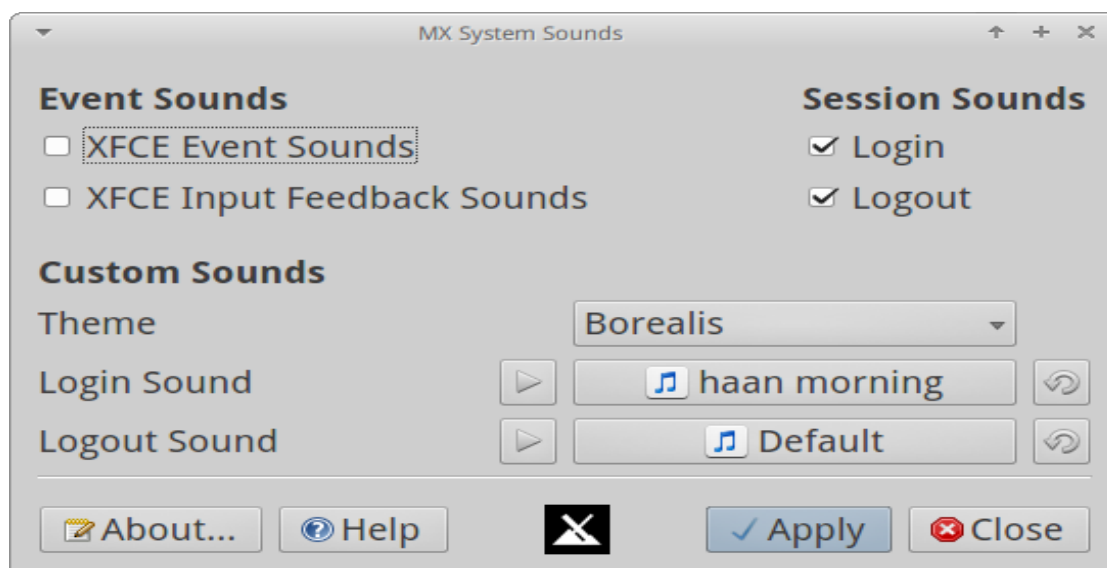 MX System Sounds
Event Sounds
Session Sounds
XFCE Event Sounds
Login
XFCE Input Feedback Sounds
Logout
Custom Sounds
Theme
Borealis
Login Sound
haan morning
Logout Sound
Default
About...
Help
Apply
Close